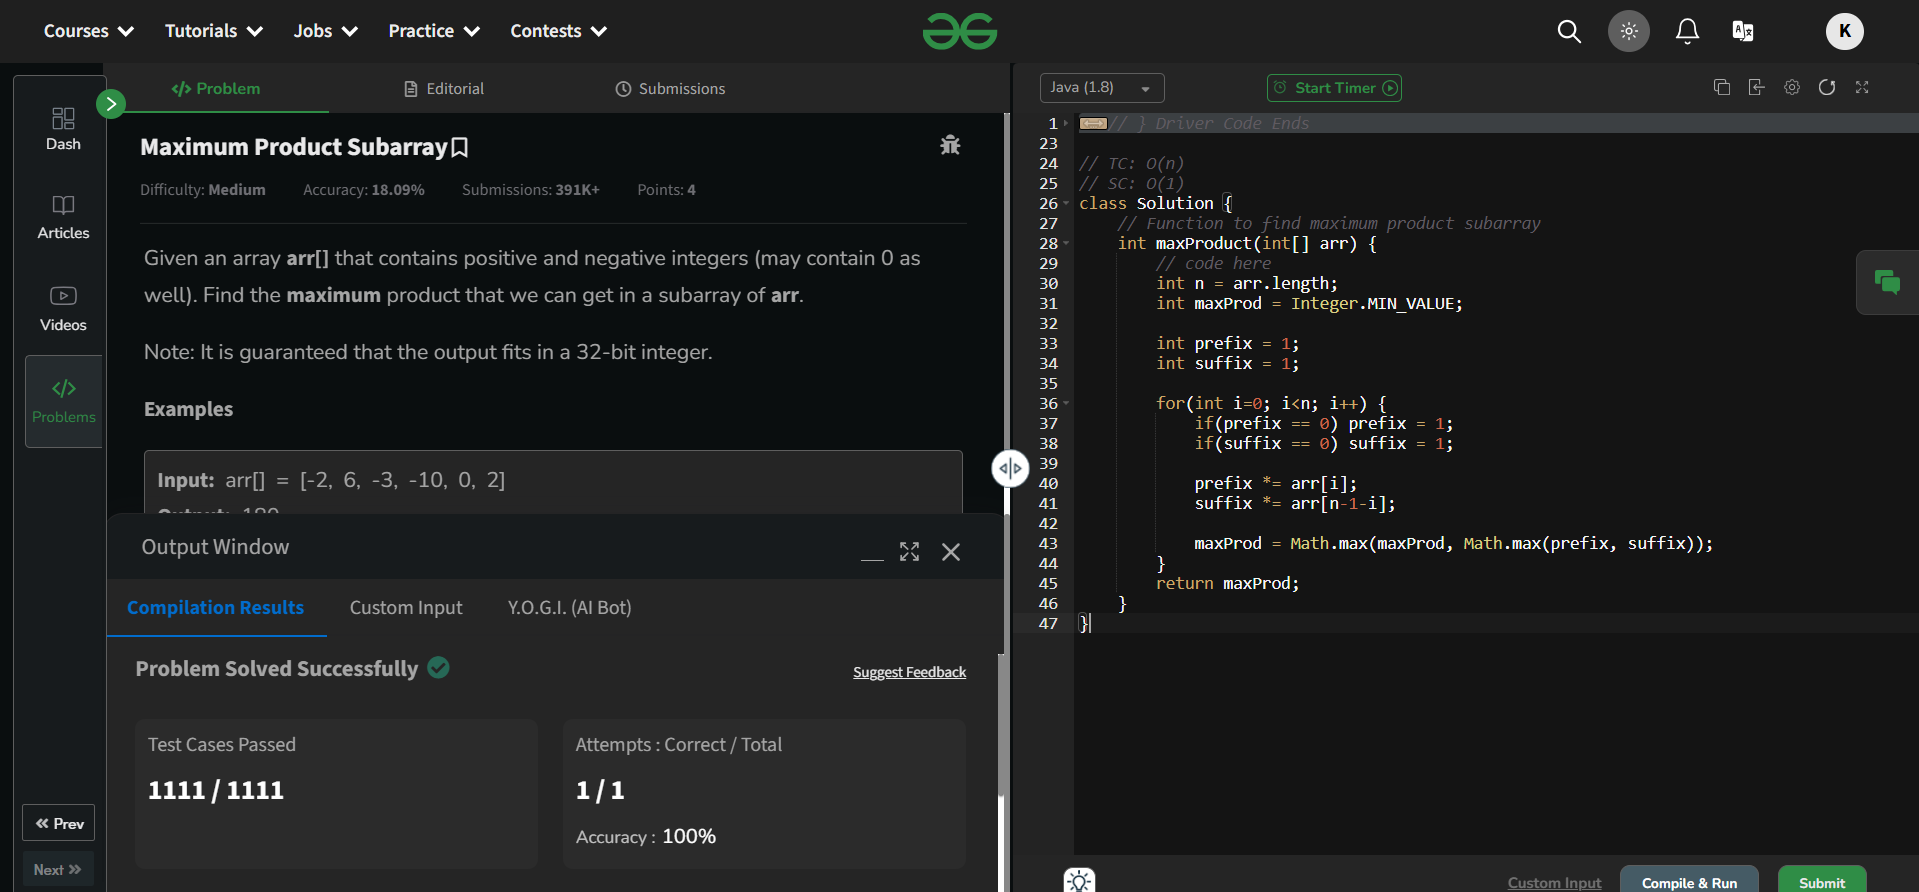 Courses Tutorials Jobs Practice Contests K
Dash
Articles
Videos
Problems
Prev
Next
Problem Editorial Submissions
Maximum Product Subarray
Difficulty: Medium Accuracy: 18.09% Submissions: 391K+ Points: 4
Given an array arr[] that contains positive and negative integers (may contain 0 as
well). Find the maximum product that we can get in a subarray of arr.
Note: It is guaranteed that the output fits in a 32-bit integer.
Examples
Input: arr[] = [-2, 6, -3, -10, 0, 2]
Output: 180
Output Window
Compilation Results Custom Input Y.O.G.I. (AI Bot)
Problem Solved Successfully
Suggest Feedback
Test Cases Passed
1111 / 1111
Attempts : Correct / Total
1 / 1
Accuracy : 100%
Java (1.8) Start Timer
1 // } Driver Code Ends
23
24 // TC: O(n)
25 // SC: O(1)
26 class Solution {
27 // Function to find maximum product subarray
28 int maxProduct(int[] arr) {
29 // code here
30 int n = arr.length;
31 int maxProd = Integer.MIN_VALUE;
32
33 int prefix = 1;
34 int suffix = 1;
35
36 for(int i=0; i<n; i++) {
37 if(prefix == 0) prefix = 1;
38 if(suffix == 0) suffix = 1;
39
40 prefix *= arr[i];
41 suffix *= arr[n-1-i];
42
43 maxProd = Math.max(maxProd, Math.max(prefix, suffix));
44 }
45 return maxProd;
46 }
47 }
Custom Input Compile & Run Submit